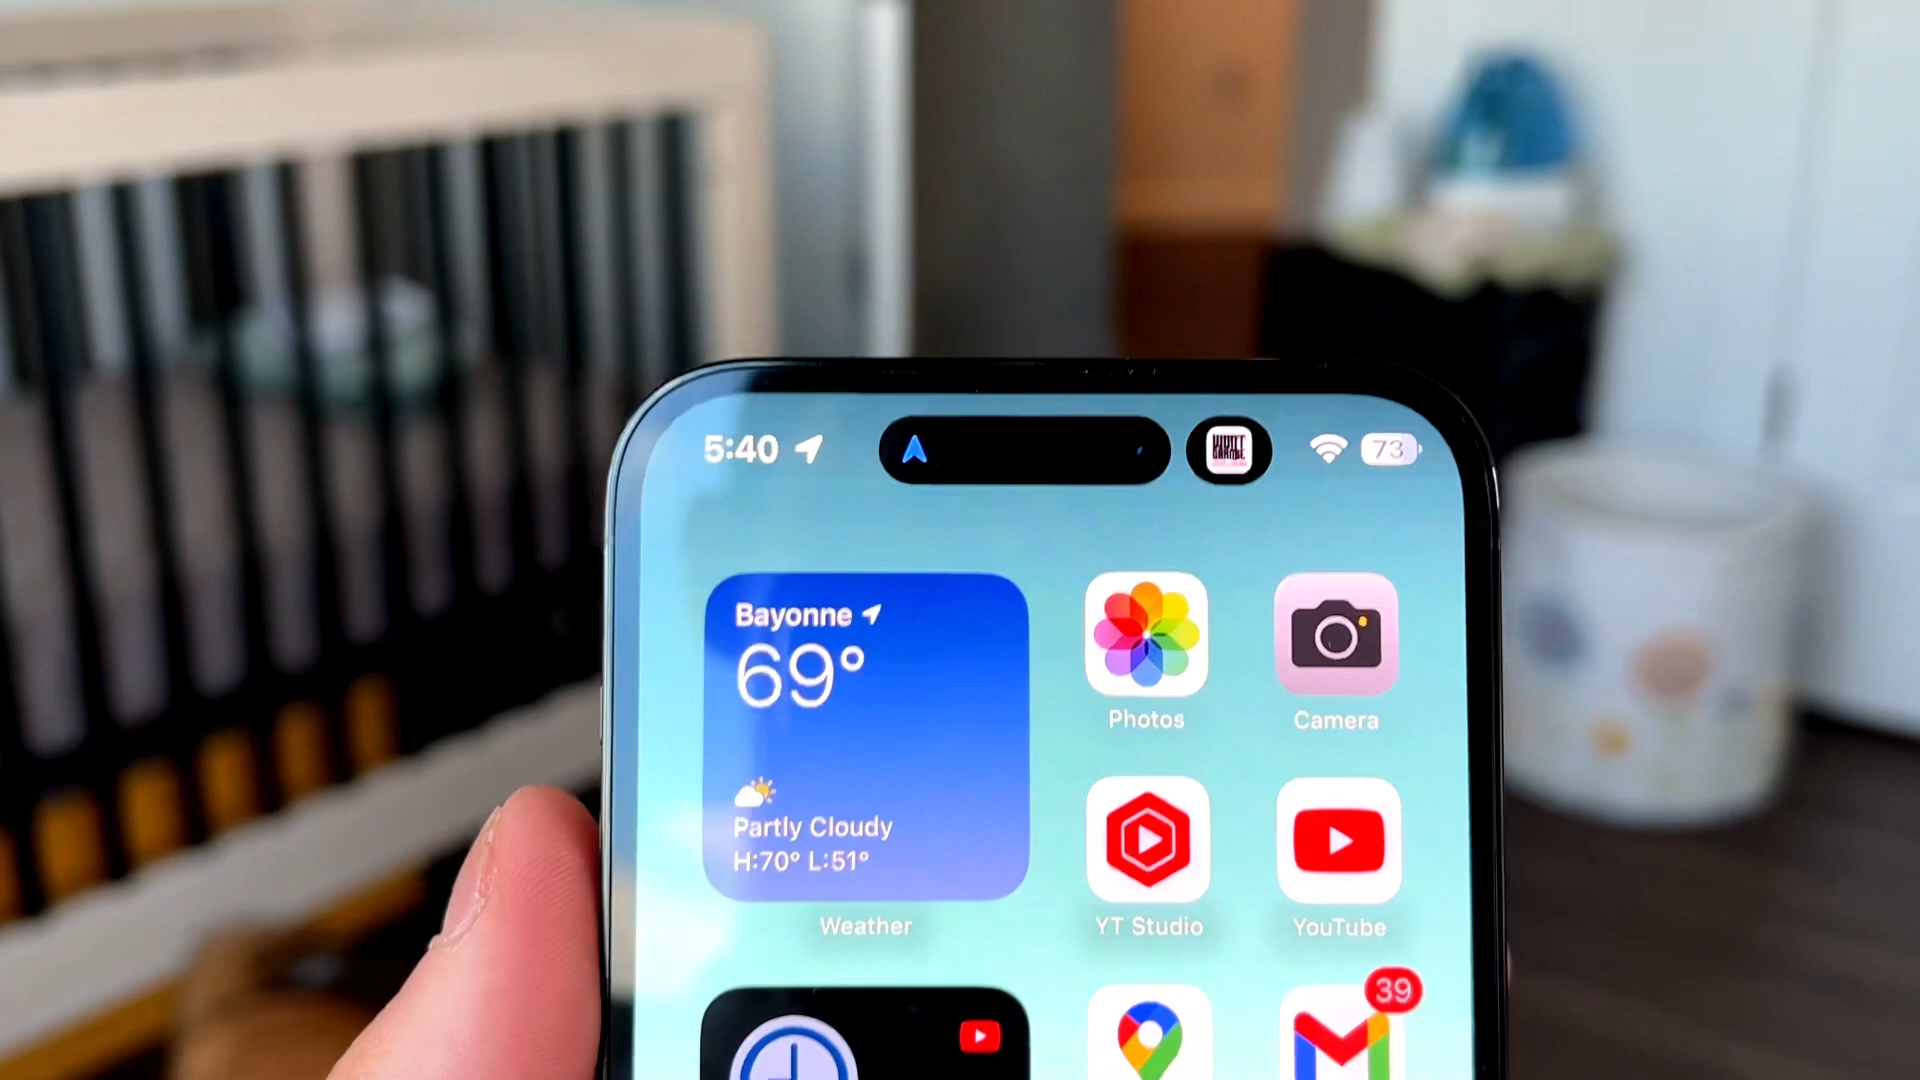 5:40
73
Bayonne
69°
Partly Cloudy
H:70° L:51°
Weather
Photos
Camera
YT Studio
YouTube
39